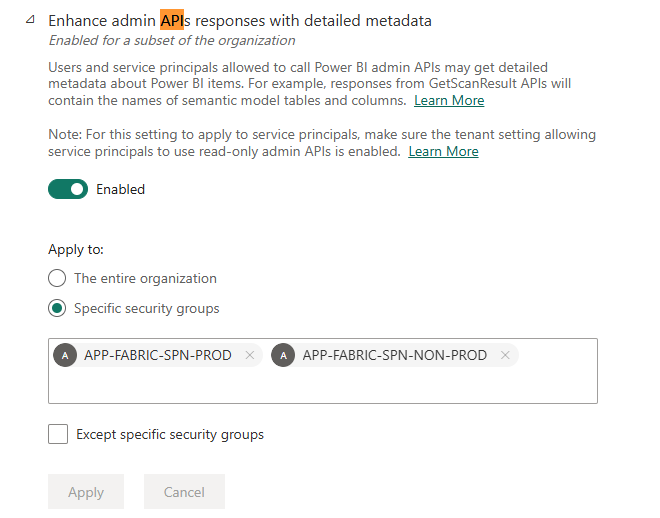 Enhance admin APIs responses with detailed metadata
Enabled for a subset of the organization
Users and service principals allowed to call Power BI admin APIs may get detailed
metadata about Power BI items. For example, responses from GetScanResult APIs will
contain the names of semantic model tables and columns. Learn More
Note: For this setting to apply to service principals, make sure the tenant setting allowing
service principals to use read-only admin APIs is enabled. Learn More
Enabled
Apply to:
The entire organization
Specific security groups
A APP-FABRIC-SPN-PROD A APP-FABRIC-SPN-NON-PROD
Except specific security groups
Apply Cancel